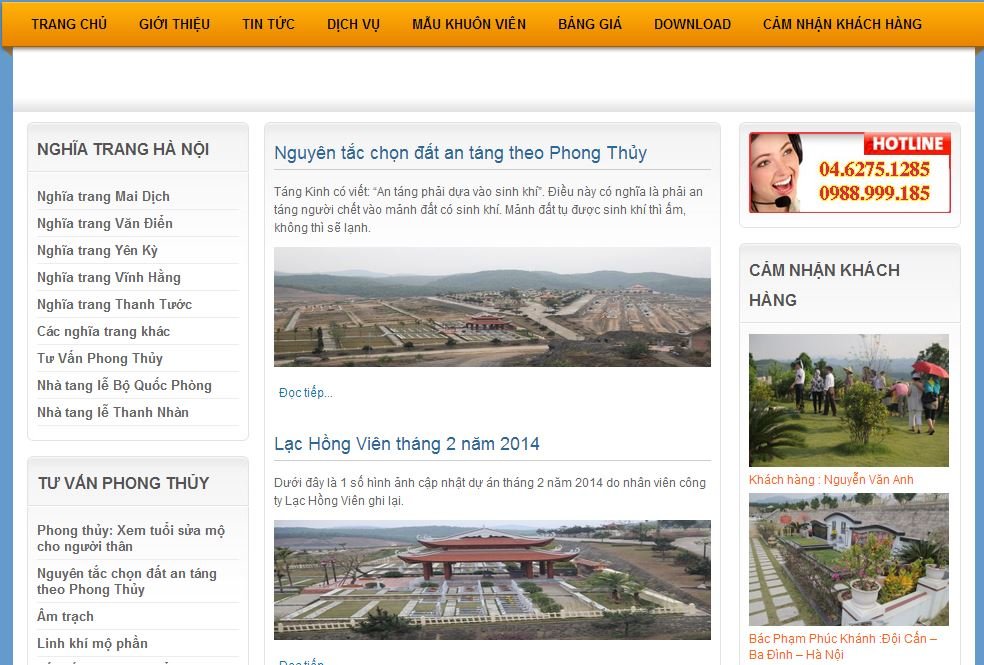 TRANG CHỦ GIỚI THIỆU TIN TỨC DỊCH VỤ MẪU KHUÔN VIÊN BẢNG GIÁ DOWNLOAD CẢM NHẬN KHÁCH HÀNG
NGHĨA TRANG HÀ NỘI
Nghĩa trang Mai Dịch
Nghĩa trang Văn Điển
Nghĩa trang Yên Kỳ
Nghĩa trang Vĩnh Hằng
Nghĩa trang Thanh Tước
Các nghĩa trang khác
Tư Vấn Phong Thủy
Nhà tang lễ Bộ Quốc Phòng
Nhà tang lễ Thanh Nhàn
TƯ VẤN PHONG THỦY
Phong thủy: Xem tuổi sửa mộ
cho người thân
Nguyên tắc chọn đất an táng
theo Phong Thủy
Âm trạch
Linh khí mộ phần
Nguyên tắc chọn đất an táng theo Phong Thủy
Táng Kinh có viết: “An táng phải dựa vào sinh khí”. Điều này có nghĩa là phải an
táng người chết vào mảnh đất có sinh khí. Mảnh đất tụ được sinh khí thì ấm,
không thì sẽ lạnh.
Đọc tiếp...
Lạc Hồng Viên tháng 2 năm 2014
Dưới đây là 1 số hình ảnh cập nhật dự án tháng 2 năm 2014 do nhân viên công
ty Lạc Hồng Viên ghi lại.
Đọc tiếp...
HOTLINE
04.6275.1285
0988.999.185
CẢM NHẬN KHÁCH
HÀNG
Khách hàng : Nguyễn Văn Anh
Bác Phạm Phúc Khánh :Đội Cấn –
Ba Đình – Hà Nội